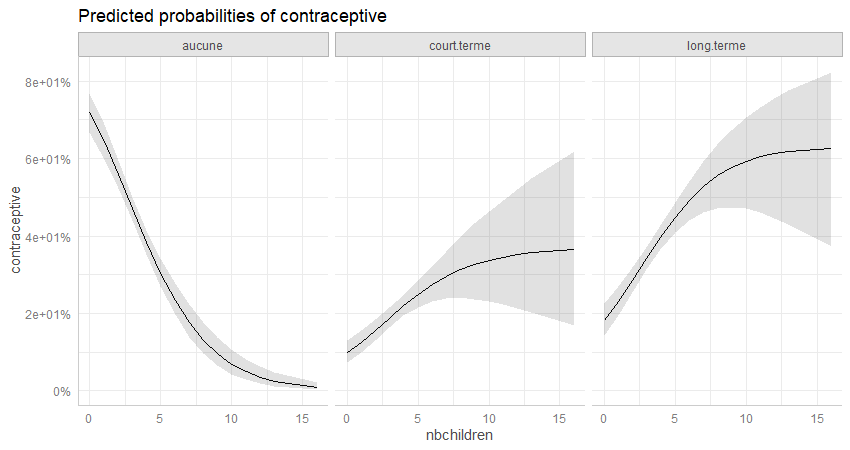 Predicted probabilities of contraceptive
aucune court.terme long.terme
contraceptive
8e+01%
6e+01%
4e+01%
2e+01%
0%
0 5 10 15 0 5 10 15 0 5 10 15
nbchildren